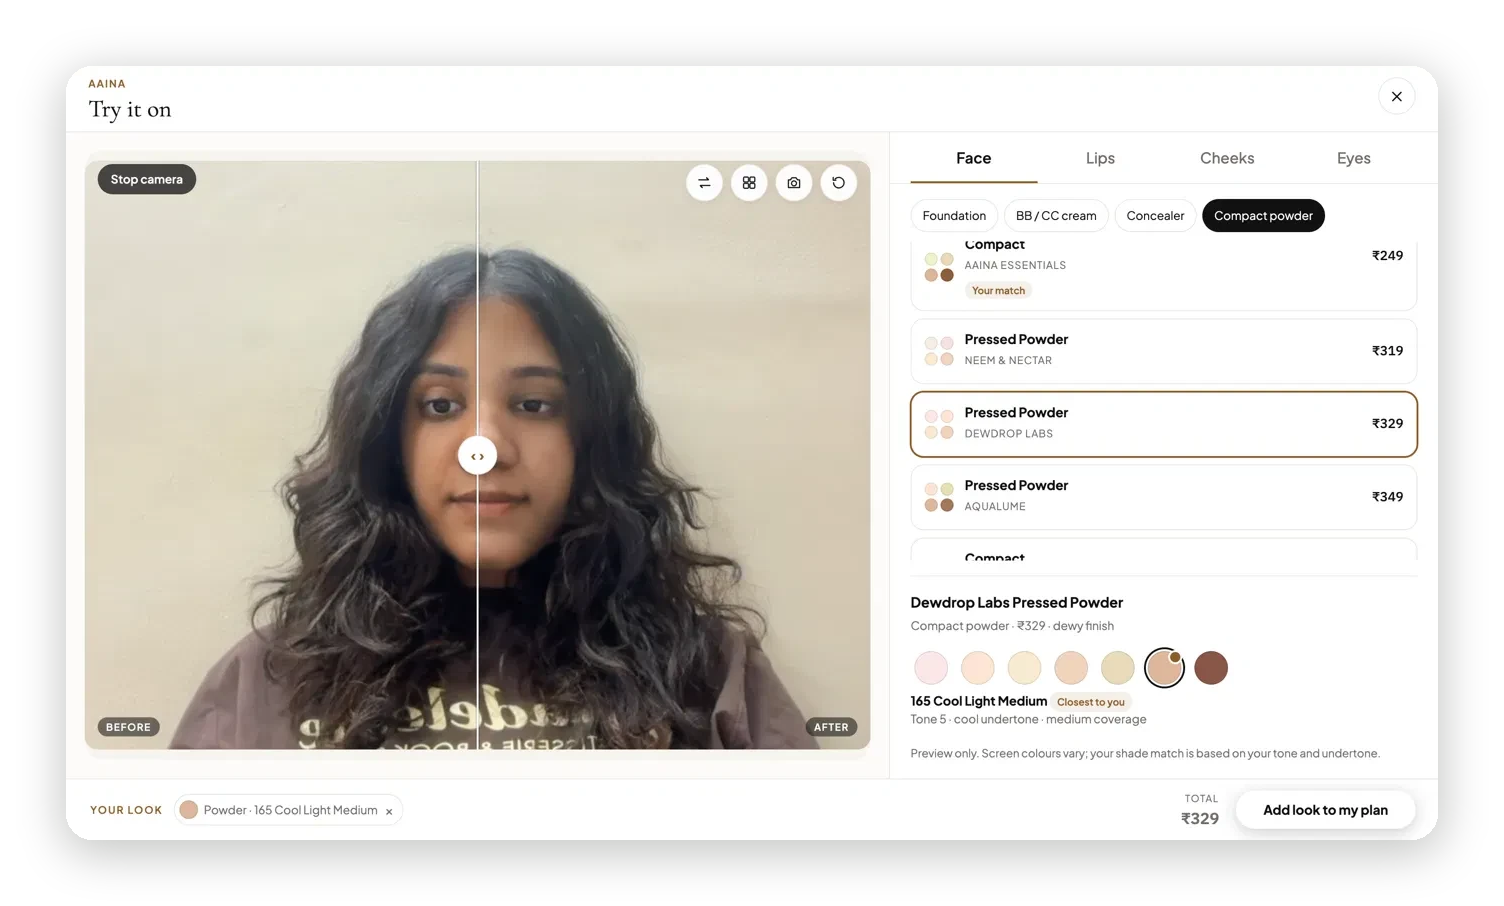 AAINA
Try it on
Stop camera
BEFORE
AFTER
Face
Lips
Cheeks
Eyes
Foundation
BB / CC cream
Concealer
Compact powder
Compact
AAINA ESSENTIALS
Your match
₹249
Pressed Powder
NEEM & NECTAR
₹319
Pressed Powder
DEWDROP LABS
₹329
Pressed Powder
AQUALUME
₹349
Compact
Dewdrop Labs Pressed Powder
Compact powder · ₹329 · dewy finish
165 Cool Light Medium Closest to you
Tone 5 · cool undertone · medium coverage
Preview only. Screen colours vary; your shade match is based on your tone and undertone.
YOUR LOOK
Powder · 165 Cool Light Medium ×
TOTAL
₹329
Add look to my plan